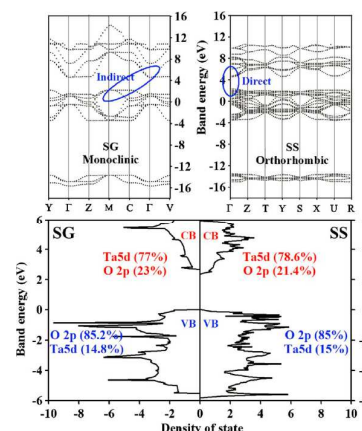 16
12
8
4
0
-4
-8
-12
-16
Band energy (eV)
Indirect
SG
Monoclinic
Y Γ Z M C Γ V
16
12
8
4
0
-4
-8
-12
-16
Band energy (eV)
Direct
SS
Orthorhombic
Γ Z T Y S X U R
6
4
2
0
-2
-4
-6
Band energy (eV)
SG
SS
CB CB
Ta5d (77%)
O 2p (23%)
Ta5d (78.6%)
O 2p (21.4%)
VB VB
O 2p (85.2%)
Ta5d (14.8%)
O 2p (85%)
Ta5d (15%)
-10 -8 -6 -4 -2 0 2 4 6 8 10
Density of state